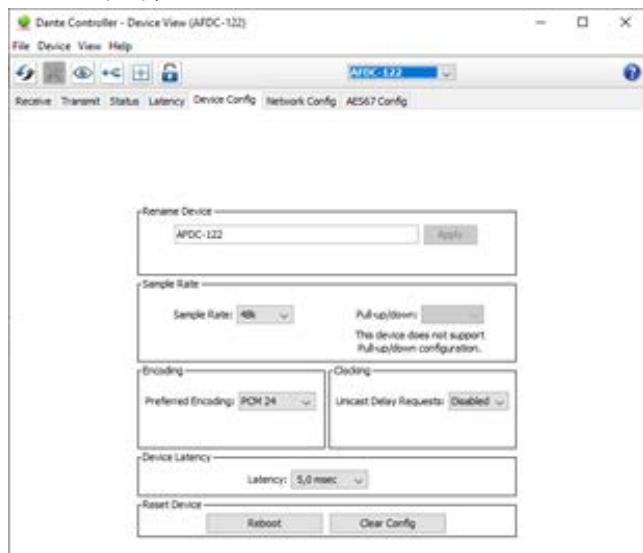 Dante Controller - Device View (AFDC-122)
File Device View Help
AFDC-122
Receive Transmit Status Latency Device Config Network Config AES67 Config
Rename Device
AFDC-122
Apply
Sample Rate
Sample Rate: 48k
Pull-up/down:
This device does not support
Pull-up/down configuration.
Encoding
Preferred Encoding: PCM 24
Clocking
Unicast Delay Requests: Disabled
Device Latency
Latency: 5,0 msec
Reset Device
Reboot Clear Config